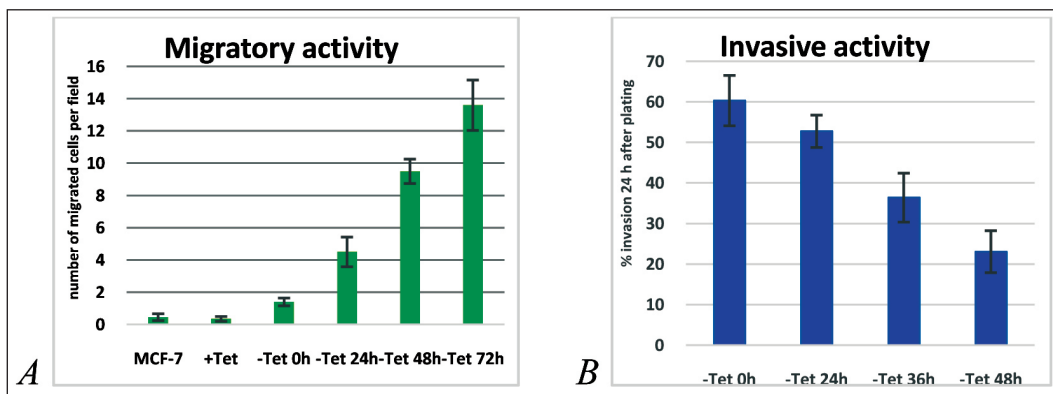 Migratory activity
number of migrated cells per field
16
14
12
10
8
6
4
2
0
MCF-7 +Tet -Tet 0h -Tet 24h -Tet 48h -Tet 72h
A
Invasive activity
% invasion 24 h after plating
70
60
50
40
30
20
10
0
-Tet 0h -Tet 24h -Tet 36h -Tet 48h
B